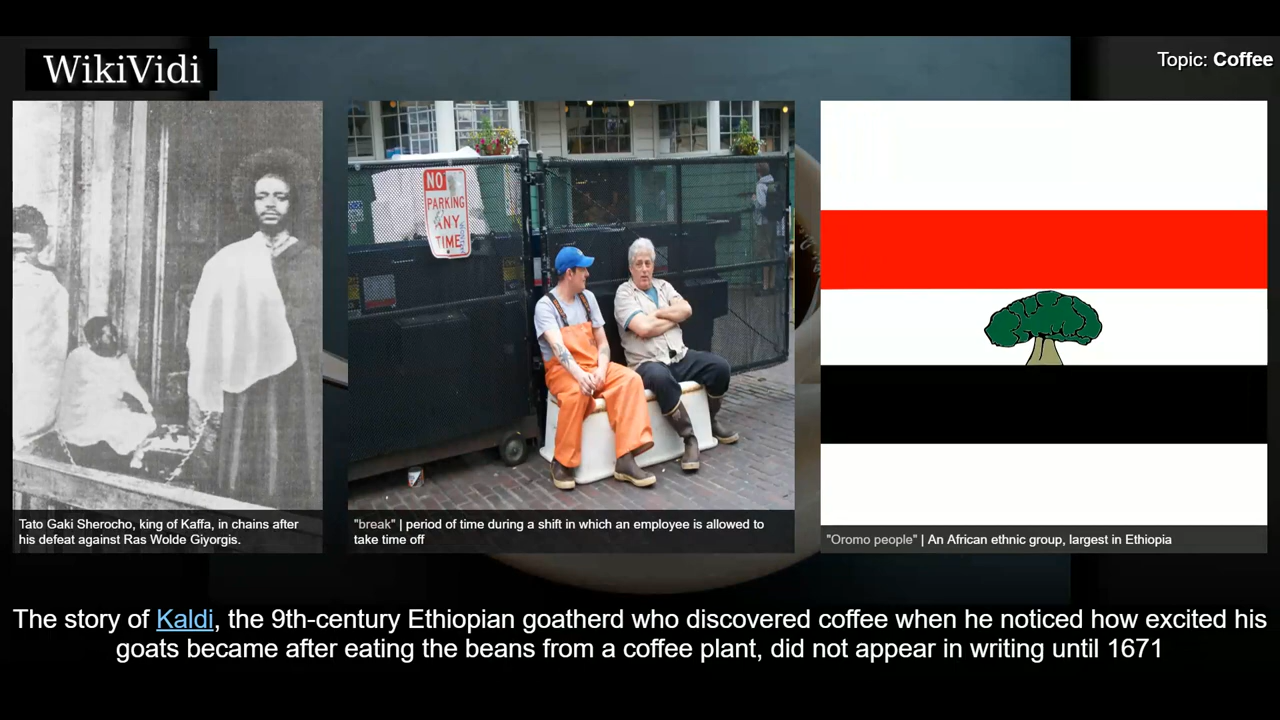 WikiVidi
Topic: Coffee
NO
PARKING
ANY
TIME
Tato Gaki Sherocho, king of Kaffa, in chains after
his defeat against Ras Wolde Giyorgis.
"break" | period of time during a shift in which an employee is allowed to
take time off
"Oromo people" | An African ethnic group, largest in Ethiopia
The story of Kaldi, the 9th-century Ethiopian goatherd who discovered coffee when he noticed how excited his
goats became after eating the beans from a coffee plant, did not appear in writing until 1671